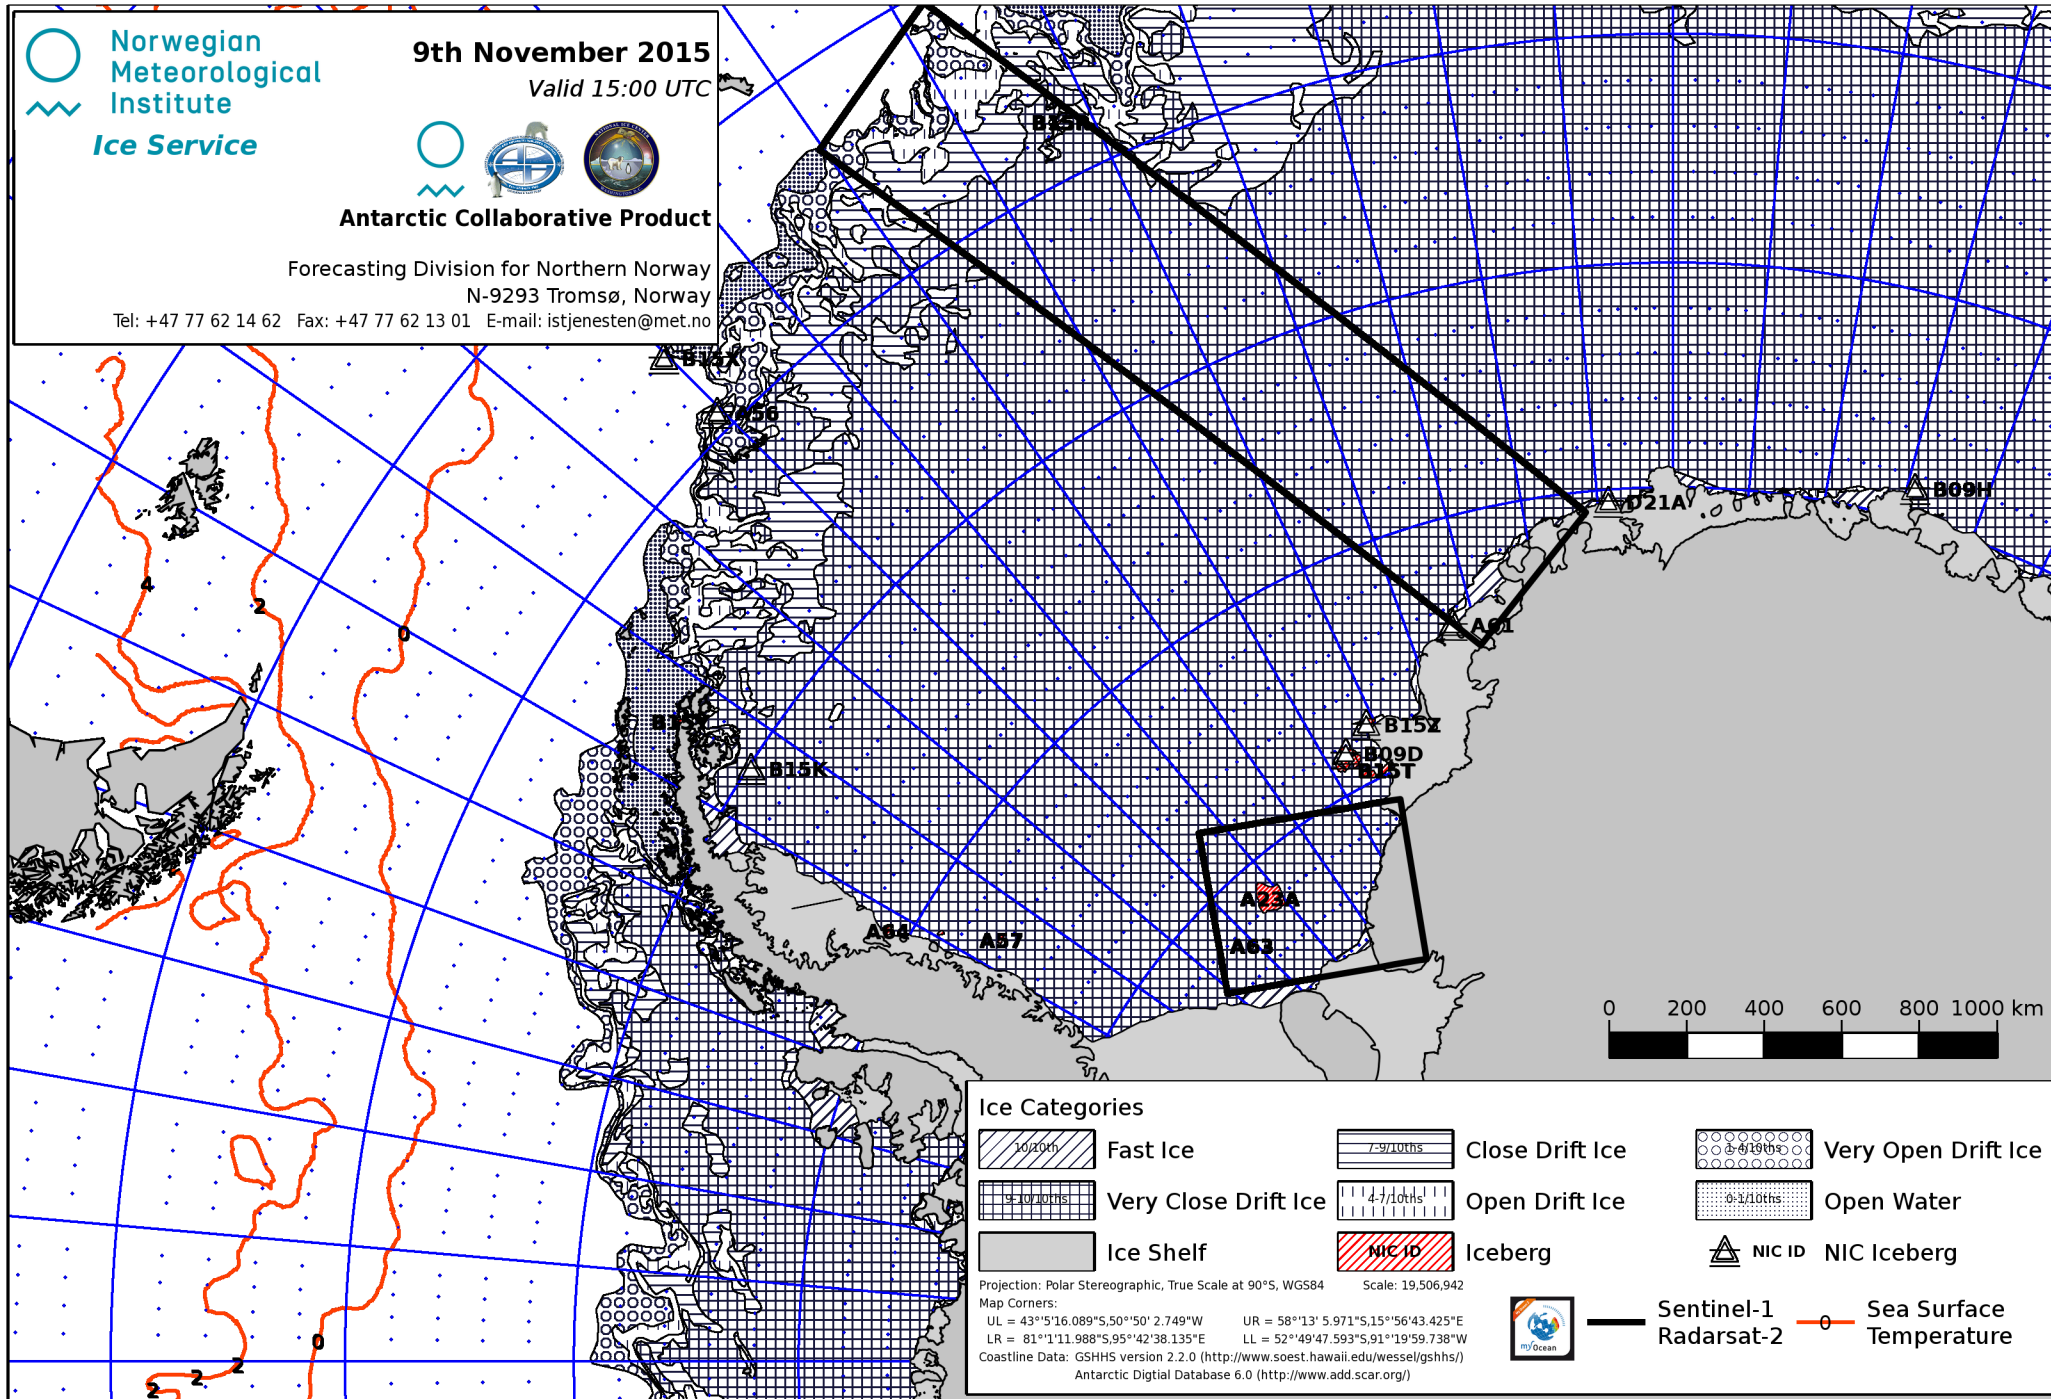 Norwegian
Meteorological
Institute
Ice Service
9th November 2015
Valid 15:00 UTC
Antarctic Collaborative Product
Forecasting Division for Northern Norway
N-9293 Tromsø, Norway
Tel: +47 77 62 14 62 Fax: +47 77 62 13 01 E-mail: istjenesten@met.no
B15X
A56
B09H
D21A
4
2
0
A61
B15Z
B09D
B15T
B15K
A23A
A64
A57
A63
0 200 400 600 800 1000 km
0
2
2
2
Ice Categories
10/10th Fast Ice
7-9/10ths Close Drift Ice
1-4/10ths Very Open Drift Ice
9-10/10ths Very Close Drift Ice
4-7/10ths Open Drift Ice
0-1/10ths Open Water
Ice Shelf
NIC ID Iceberg
NIC ID NIC Iceberg
Projection: Polar Stereographic, True Scale at 90°S, WGS84 Scale: 19,506,942
Map Corners:
UL = 43°'5'16.089"S,50°'50' 2.749"W UR = 58°'13' 5.971"S,15°'56'43.425"E
LR = 81°'1'11.988"S,95°'42'38.135"E LL = 52°'49'47.593"S,91°'19'59.738"W
Coastline Data: GSHHS version 2.2.0 (http://www.soest.hawaii.edu/wessel/gshhs/)
Antarctic Digtial Database 6.0 (http://www.add.scar.org/)
my Ocean
Sentinel-1
Radarsat-2
0
Sea Surface
Temperature